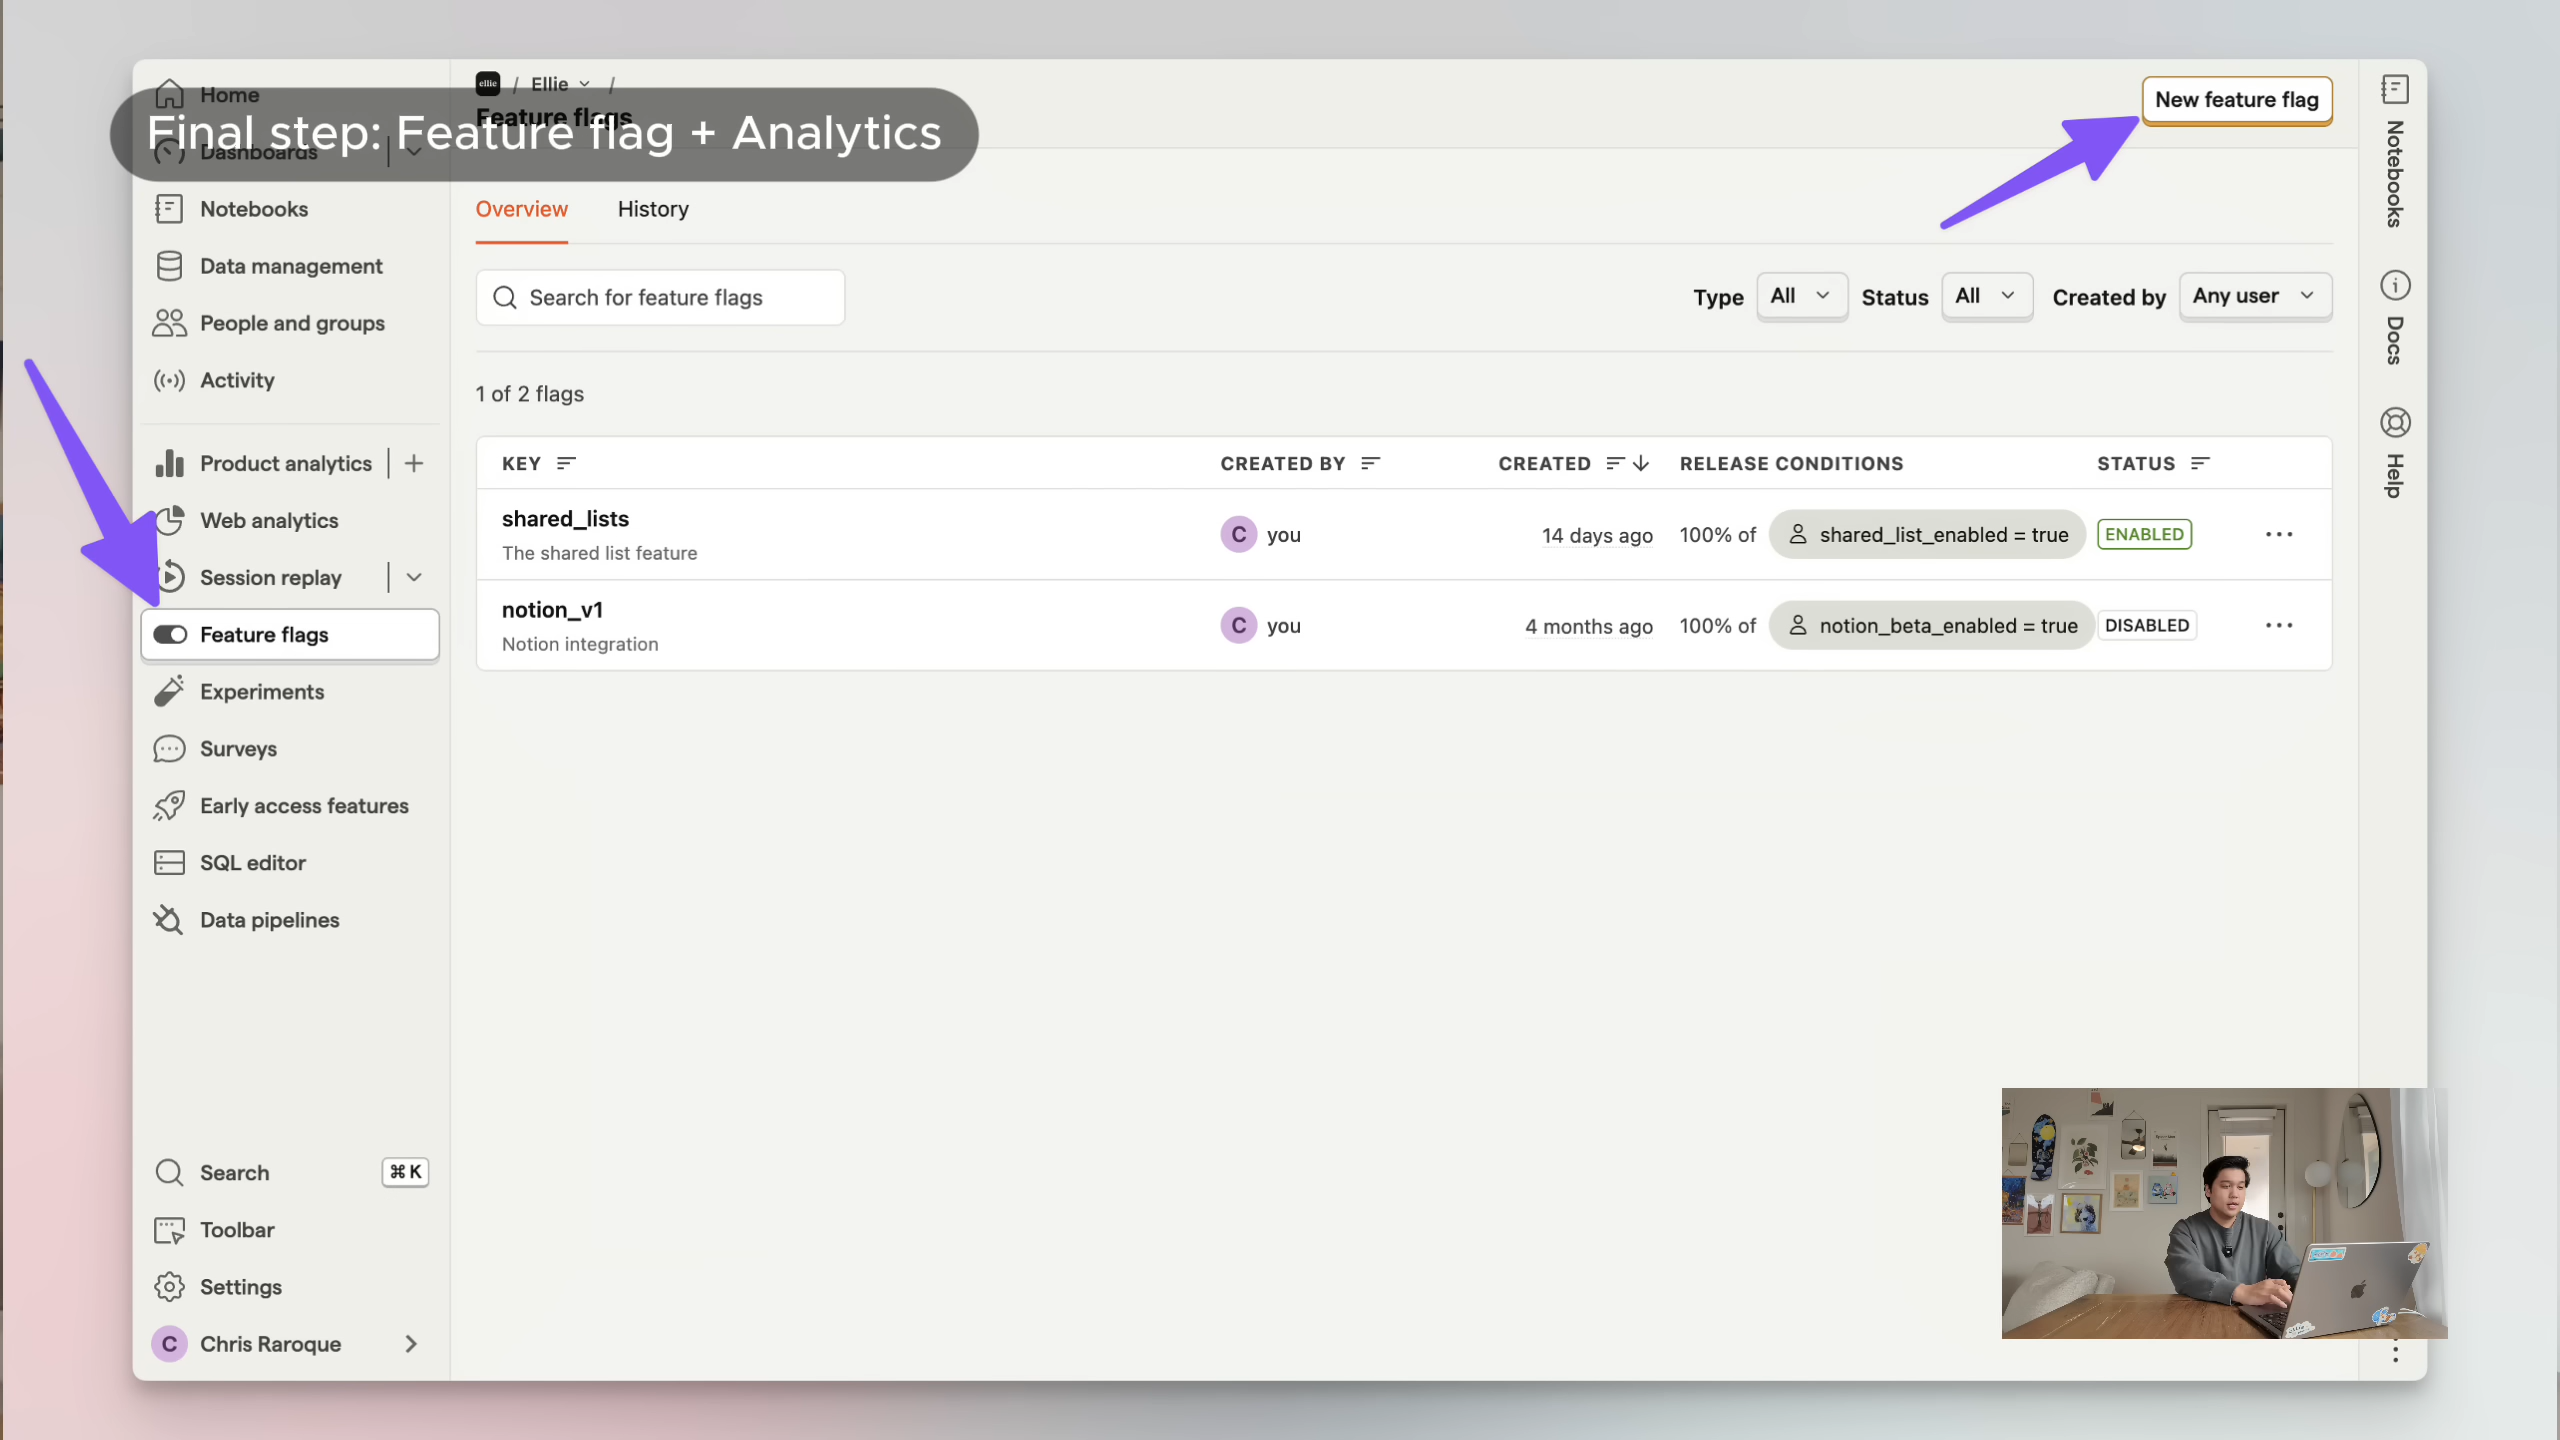 Final step: Feature flag + Analytics
Home
Dashboards
Notebooks
Data management
People and groups
Activity
Product analytics
Web analytics
Session replay
Feature flags
Experiments
Surveys
Early access features
SQL editor
Data pipelines
Search ⌘ K
Toolbar
Settings
C Chris Raroque
ellie / Ellie /
Feature flags
New feature flag
Overview History
Search for feature flags
Type All Status All Created by Any user
1 of 2 flags
KEY CREATED BY CREATED RELEASE CONDITIONS STATUS
shared_lists C you 14 days ago 100% of shared_list_enabled = true ENABLED
The shared list feature
notion_v1 C you 4 months ago 100% of notion_beta_enabled = true DISABLED
Notion integration
Notebooks
Docs
Help